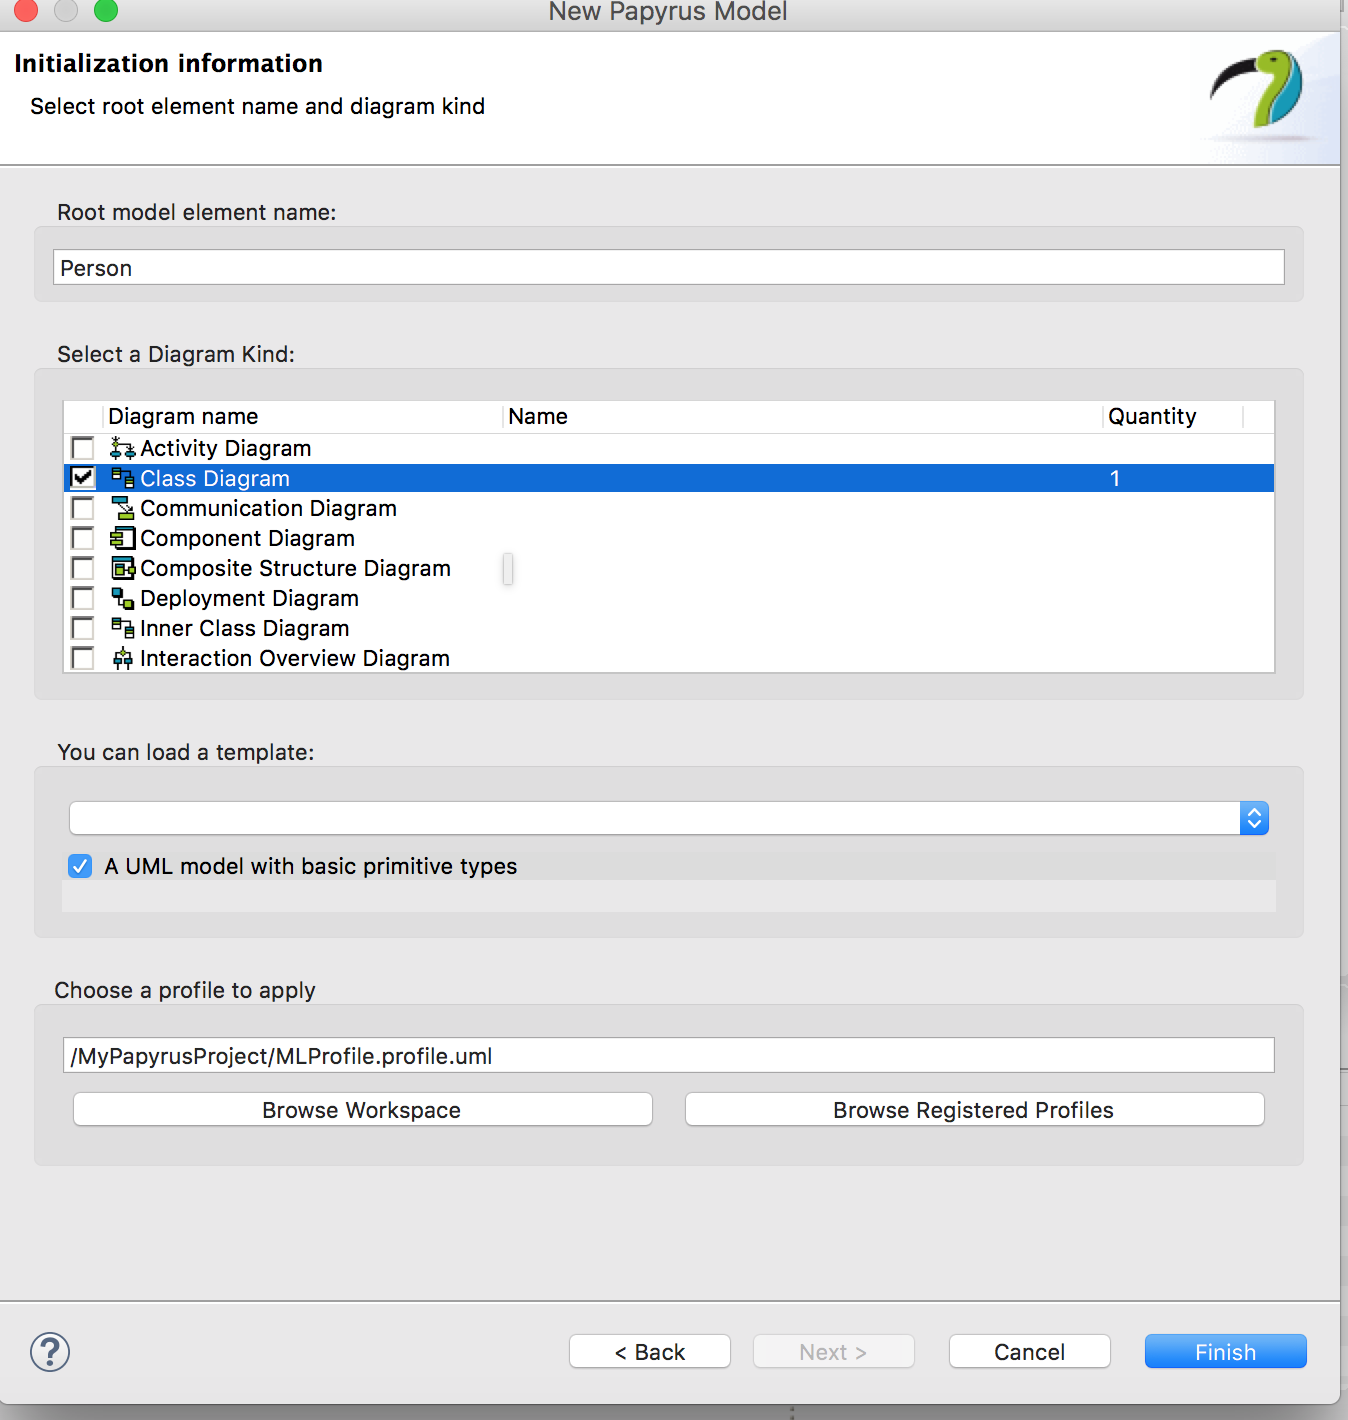 New Papyrus Model
Initialization information
Select root element name and diagram kind
Root model element name:
Person
Select a Diagram Kind:
Diagram name Name Quantity
Activity Diagram
Class Diagram 1
Communication Diagram
Component Diagram
Composite Structure Diagram
Deployment Diagram
Inner Class Diagram
Interaction Overview Diagram
You can load a template:
A UML model with basic primitive types
Choose a profile to apply
/MyPapyrusProject/MLProfile.profile.uml
Browse Workspace Browse Registered Profiles
? < Back Next > Cancel Finish